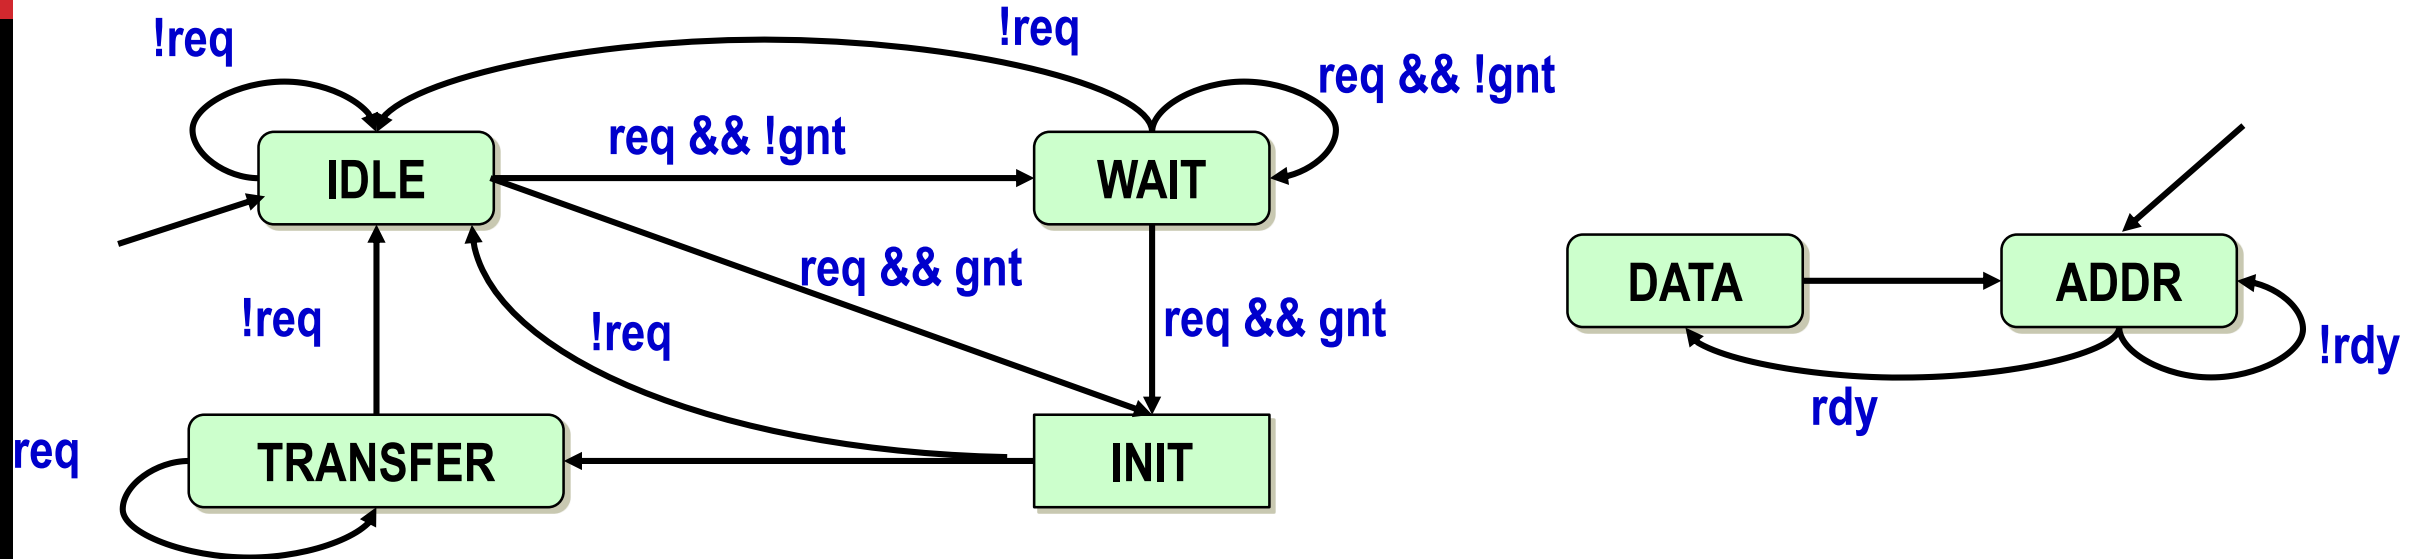 !req
!req
req && !gnt
req && !gnt
IDLE
WAIT
req && gnt
DATA
ADDR
!req
!req
req && gnt
!rdy
rdy
req
TRANSFER
INIT